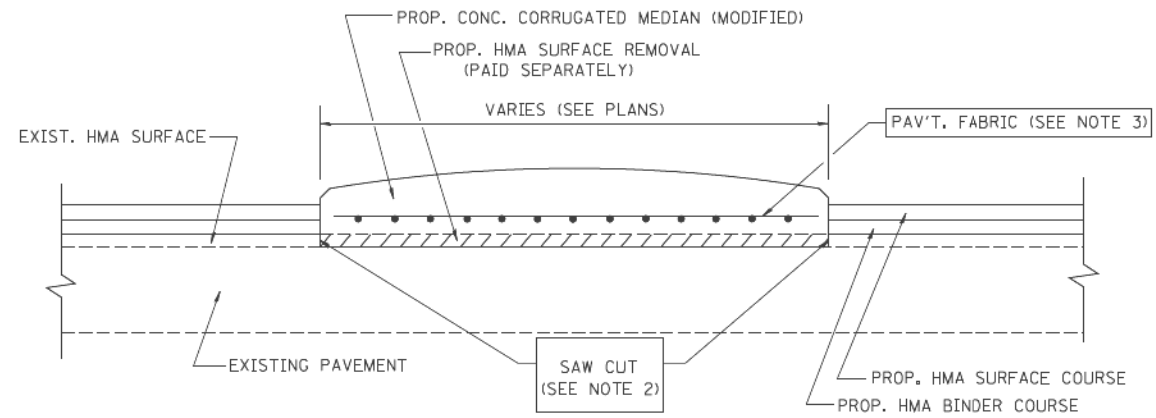 PROP. CONC. CORRUGATED MEDIAN (MODIFIED)
PROP. HMA SURFACE REMOVAL
(PAID SEPARATELY)
VARIES (SEE PLANS)
EXIST. HMA SURFACE
PAV'T. FABRIC (SEE NOTE 3)
EXISTING PAVEMENT
SAW CUT
(SEE NOTE 2)
PROP. HMA SURFACE COURSE
PROP. HMA BINDER COURSE